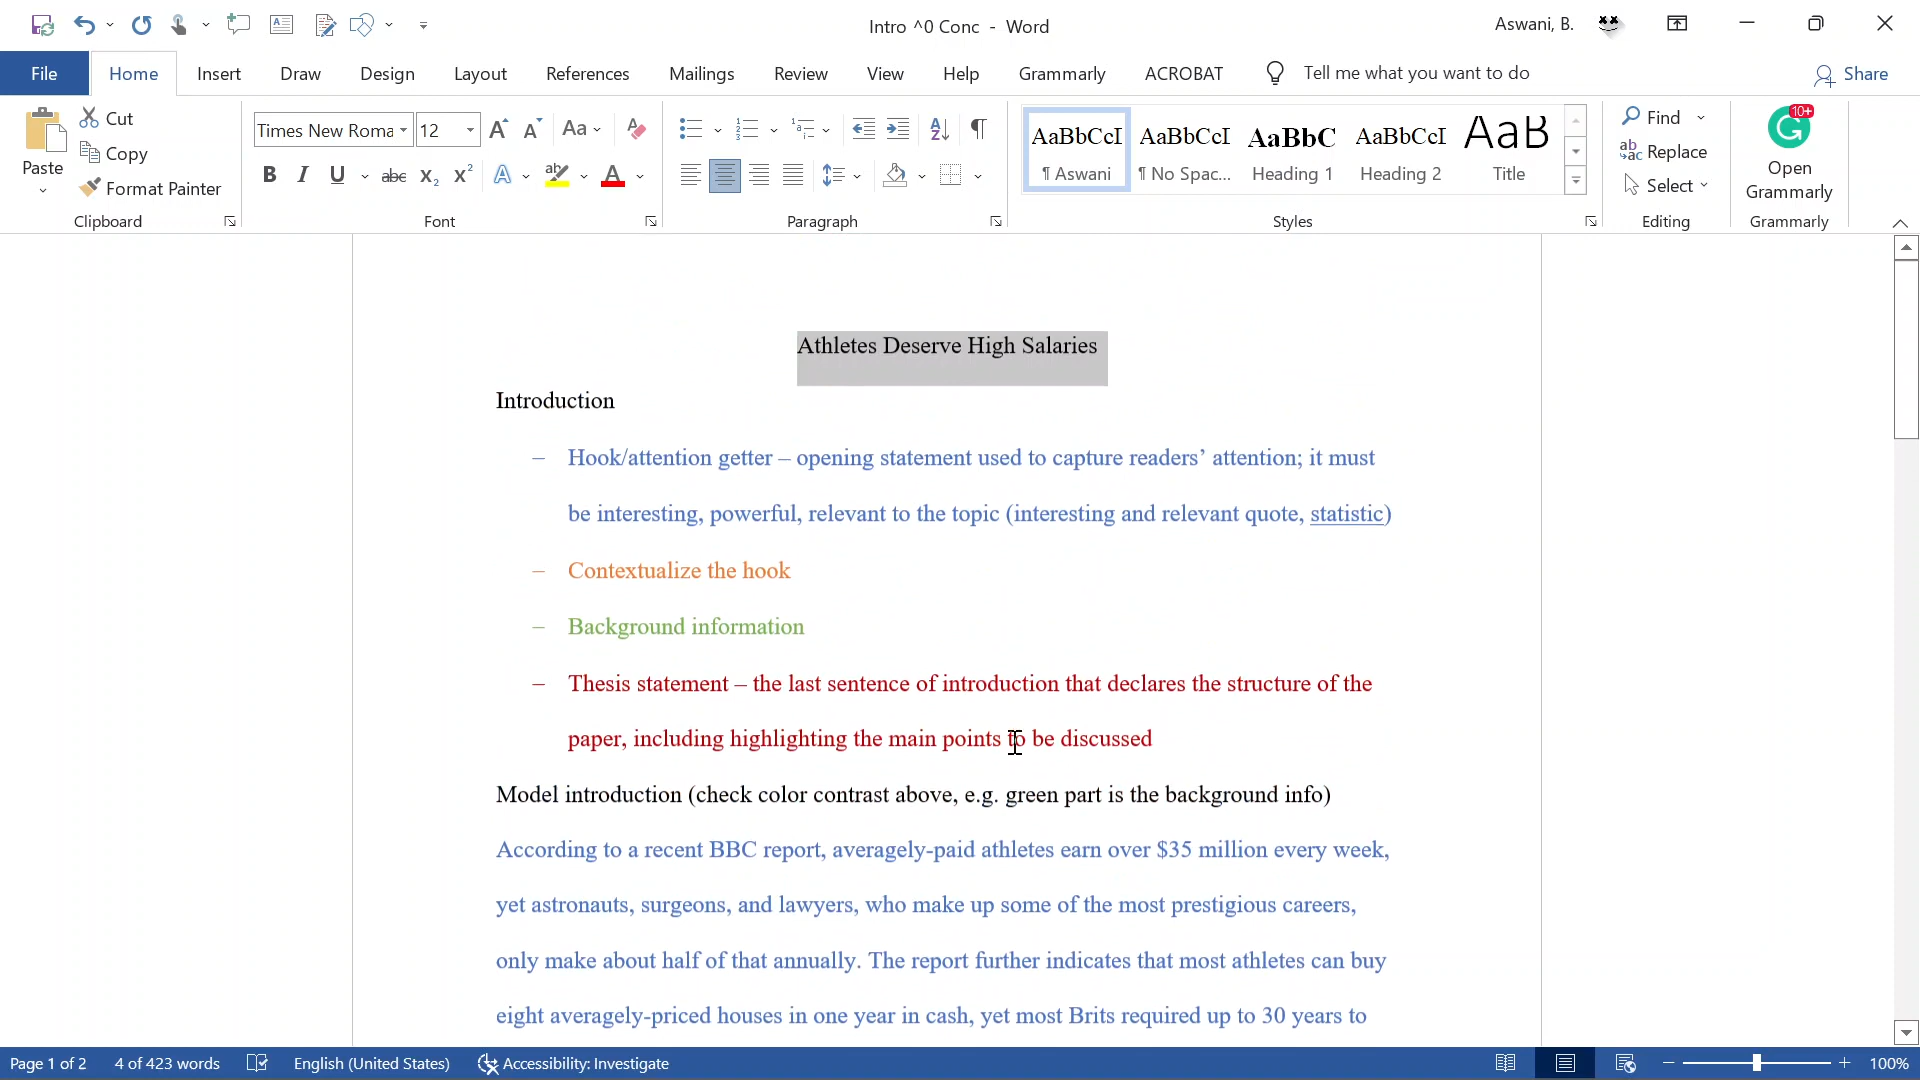 Intro ^0 Conc - Word
Aswani, B.
File Home Insert Draw Design Layout References Mailings Review View Help Grammarly ACROBAT Tell me what you want to do Share
Paste
Cut
Copy
Format Painter
Clipboard
Times New Roma 12
Aa
B I U abc x₂ x² A ab A
Font
Paragraph
AaBbCcI AaBbCcI AaBbC AaBbCcI AaB
¶ Aswani ¶ No Spac... Heading 1 Heading 2 Title
Styles
Find
Replace
Select
Editing
10+
Open
Grammarly
Grammarly
Athletes Deserve High Salaries
Introduction
– Hook/attention getter – opening statement used to capture readers’ attention; it must
be interesting, powerful, relevant to the topic (interesting and relevant quote, statistic)
– Contextualize the hook
– Background information
– Thesis statement – the last sentence of introduction that declares the structure of the
paper, including highlighting the main points to be discussed
Model introduction (check color contrast above, e.g. green part is the background info)
According to a recent BBC report, averagely-paid athletes earn over $35 million every week,
yet astronauts, surgeons, and lawyers, who make up some of the most prestigious careers,
only make about half of that annually. The report further indicates that most athletes can buy
eight averagely-priced houses in one year in cash, yet most Brits required up to 30 years to
Page 1 of 2 4 of 423 words English (United States) Accessibility: Investigate 100%